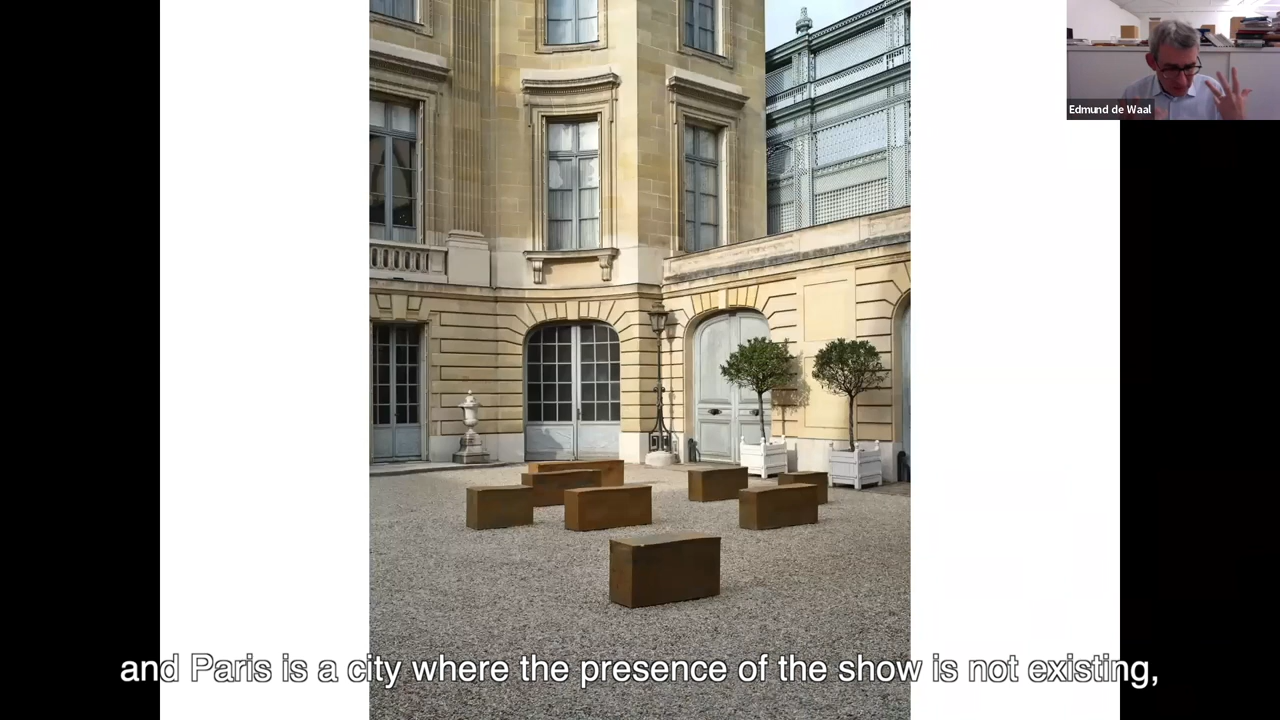 Edmund de Waal
and Paris is a city where the presence of the show is not existing,